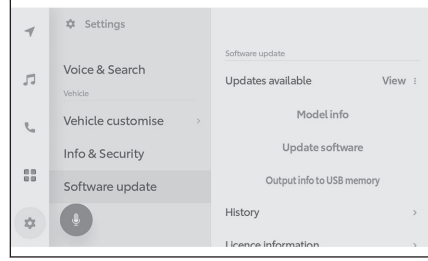 Settings
Voice & Search
Vehicle
Vehicle customise
Info & Security
Software update
Software update
Updates available View
Model info
Update software
Output info to USB memory
History
Licence information